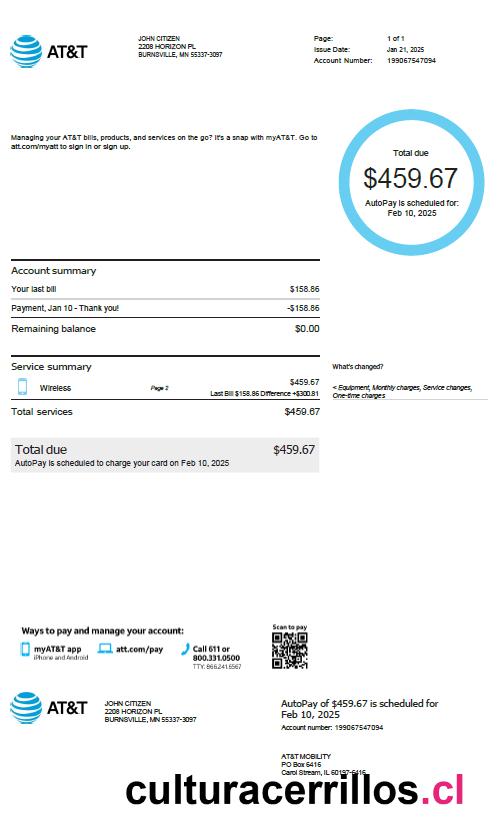 AT&T
JOHN CITIZEN
2208 HORIZON PL
BURNSVILLE, MN 55337-3097
Page: 1 of 1
Issue Date: Jan 21, 2025
Account Number: 199067547094
Managing your AT&T bills, products, and services on the go? It's a snap with myAT&T. Go to
att.com/myatt to sign in or sign up.
Total due
$459.67
AutoPay is scheduled for:
Feb 10, 2025
Account summary
Your last bill $158.86
Payment, Jan 10 - Thank you! -$158.86
Remaining balance $0.00
Service summary
Wireless Page 2 $459.67
Last Bill $158.86 Difference +$300.81
Total services $459.67
What's changed?
< Equipment, Monthly charges, Service changes,
One-time charges
Total due $459.67
AutoPay is scheduled to charge your card on Feb 10, 2025
Ways to pay and manage your account:
myAT&T app
iPhone and Android
att.com/pay
Call 611 or
800.331.0500
TTY: 866.241.6567
Scan to pay
AT&T
JOHN CITIZEN
2208 HORIZON PL
BURNSVILLE, MN 55337-3097
AutoPay of $459.67 is scheduled for
Feb 10, 2025
Account number: 199067547094
AT&T MOBILITY
PO Box 6416
Carol Stream, IL 60197-6416
culturacerrillos.cl